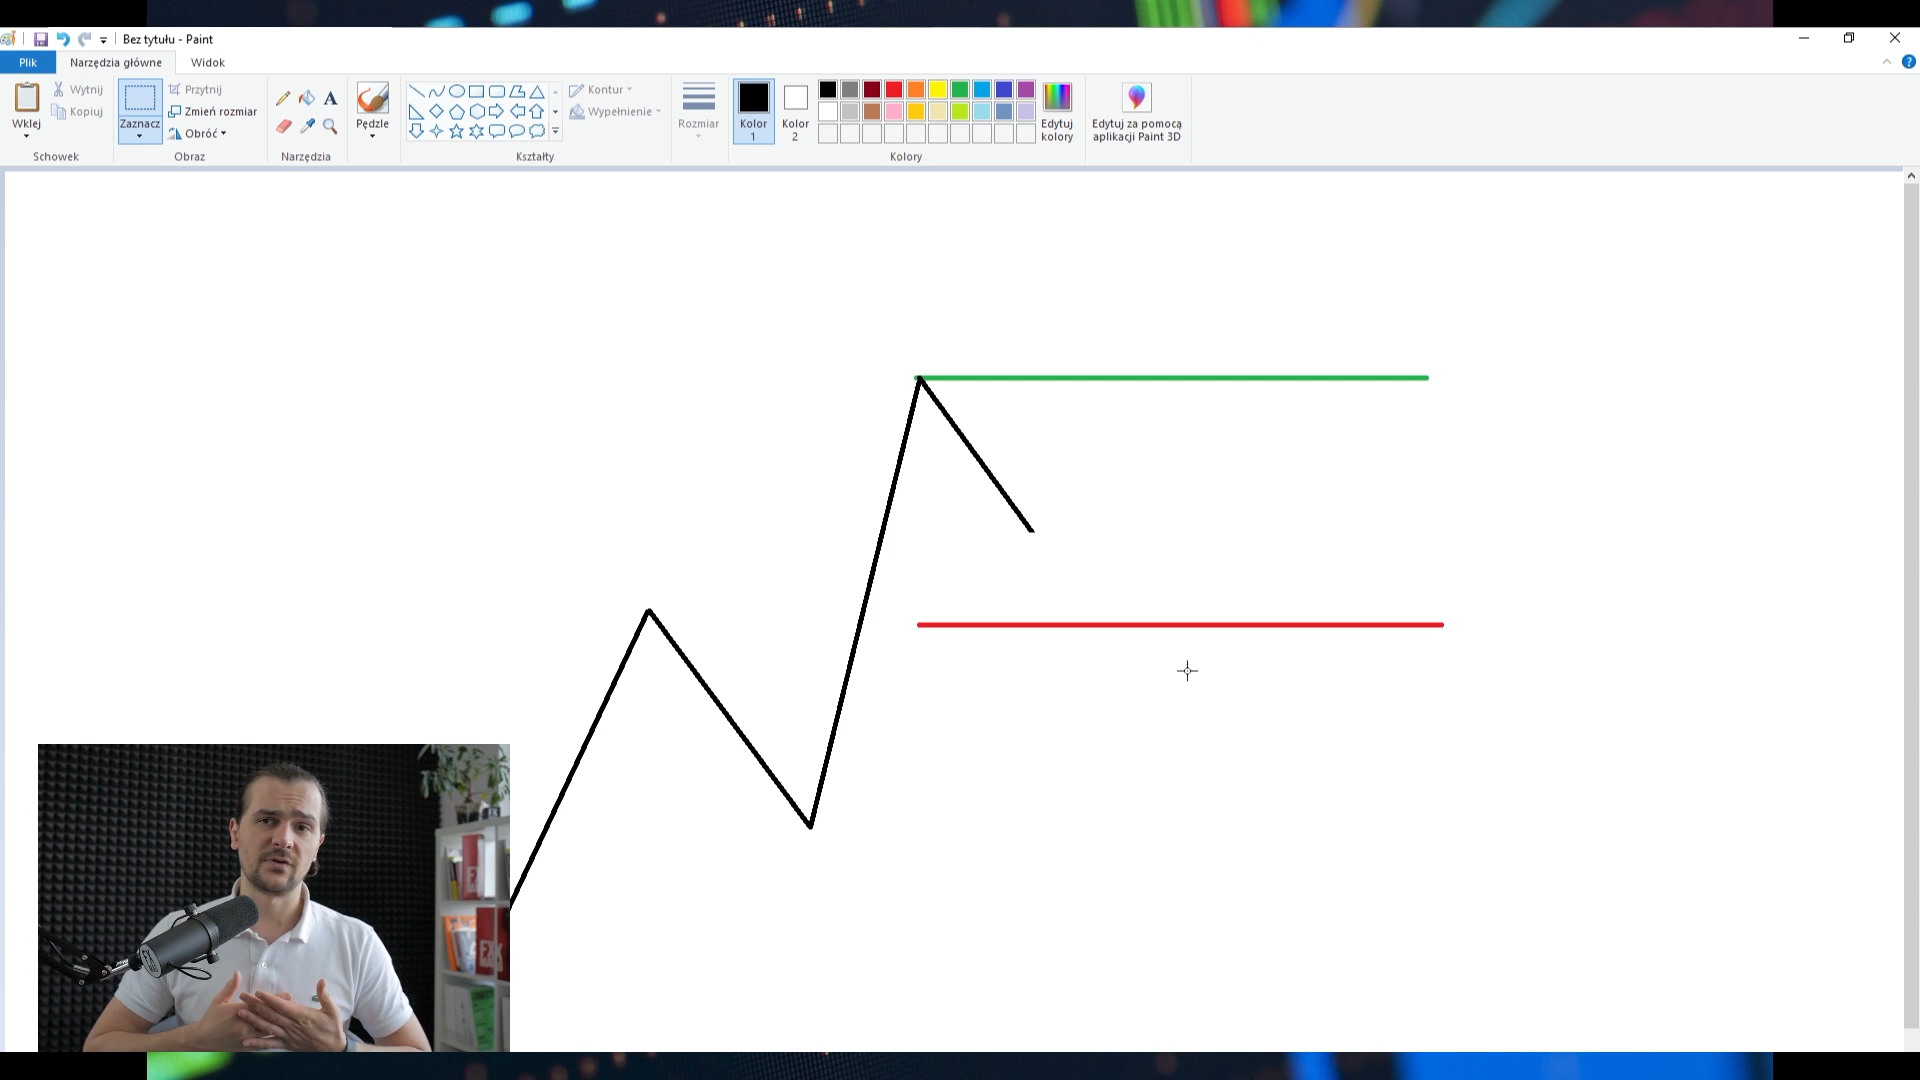 Bez tytułu - Paint
Plik Narzędzia główne Widok
Wklej
Wytnij
Kopiuj
Schowek
Zaznacz
Przytnij
Zmień rozmiar
Obróć
Obraz
A
Narzędzia
Pędzle
Kontur
Wypełnienie
Kształty
Rozmiar
Kolor
1
Kolor
2
Kolory
Edytuj
kolory
Edytuj za pomocą
aplikacji Paint 3D
?